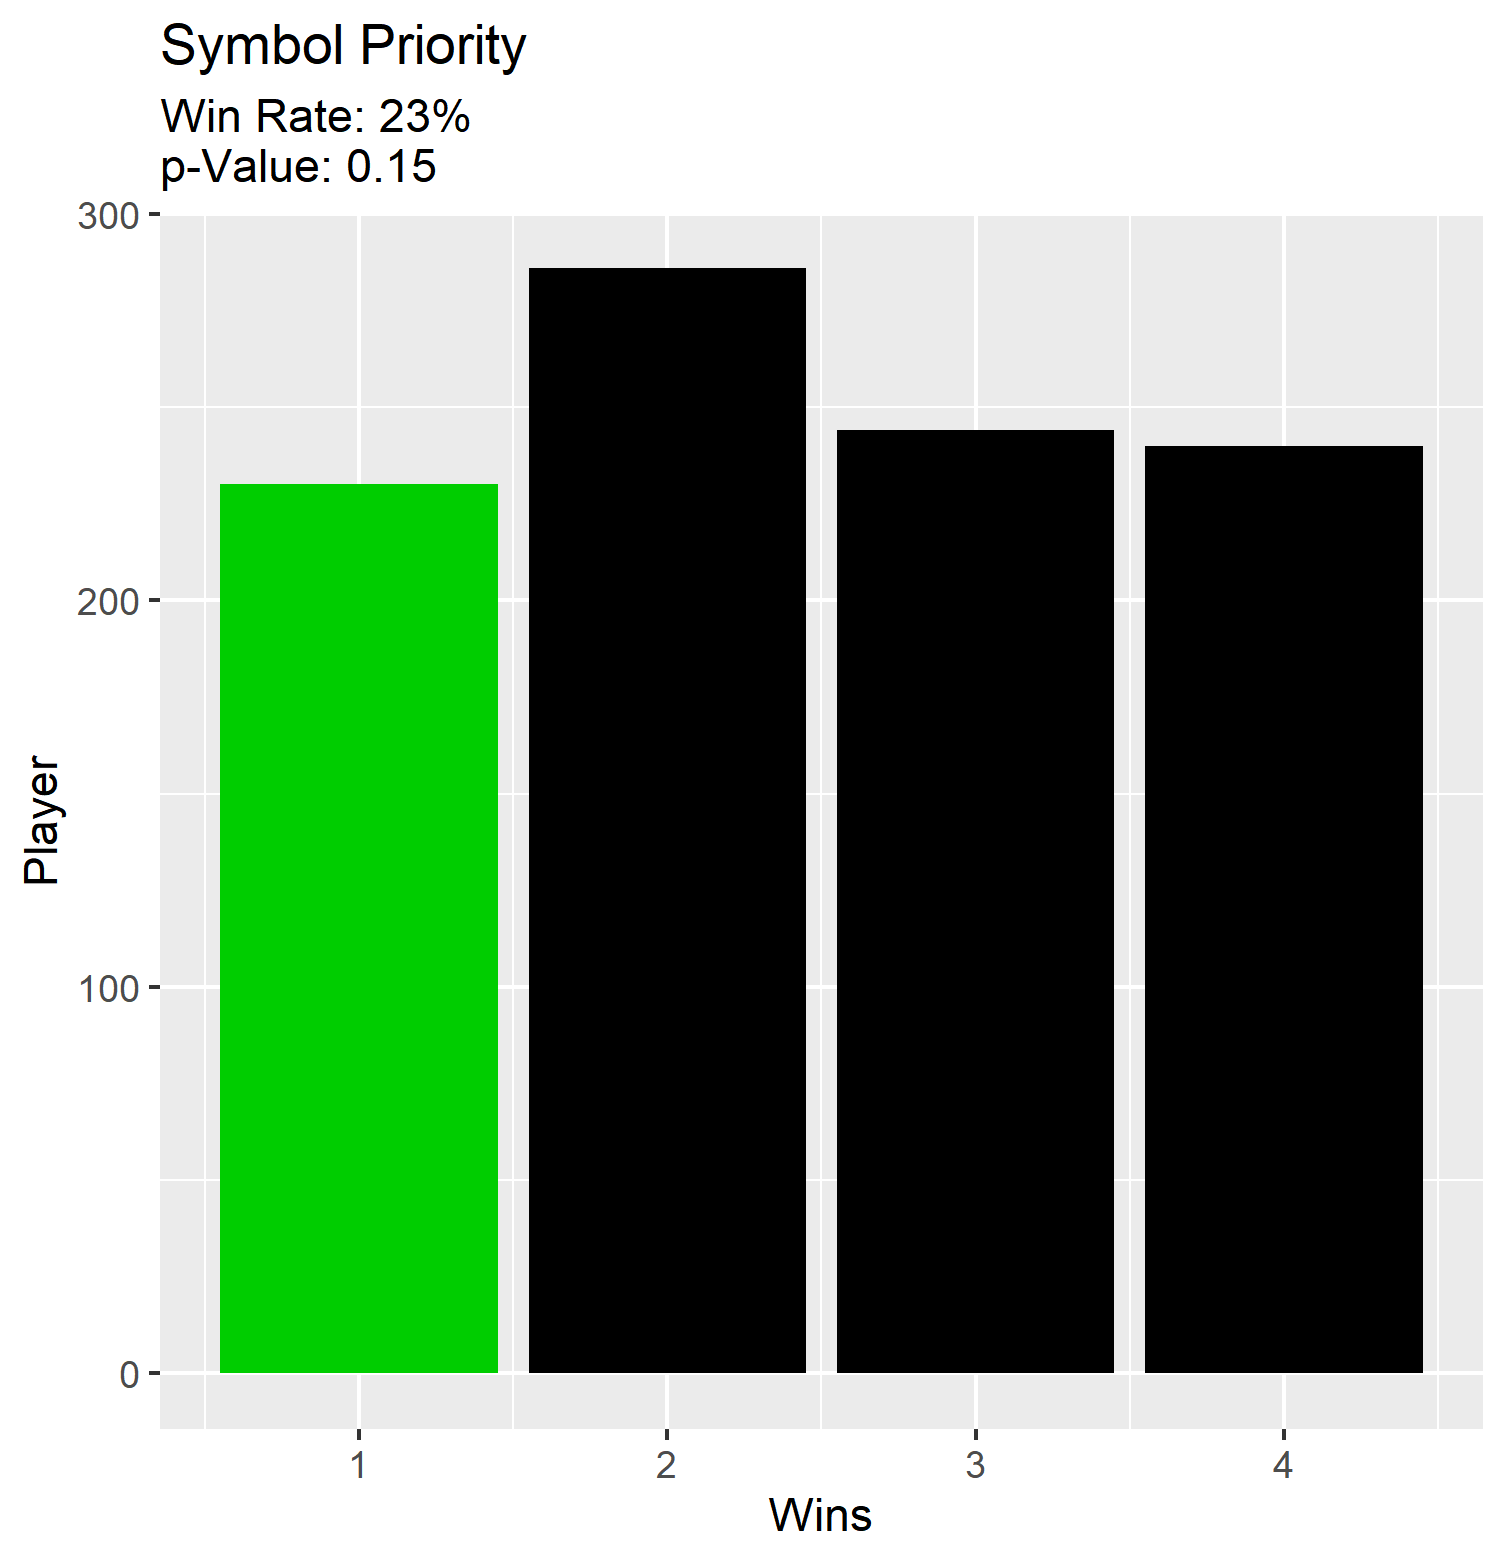 Symbol Priority
Win Rate: 23%
p-Value: 0.15
300
200
100
0
Player
1 2 3 4
Wins